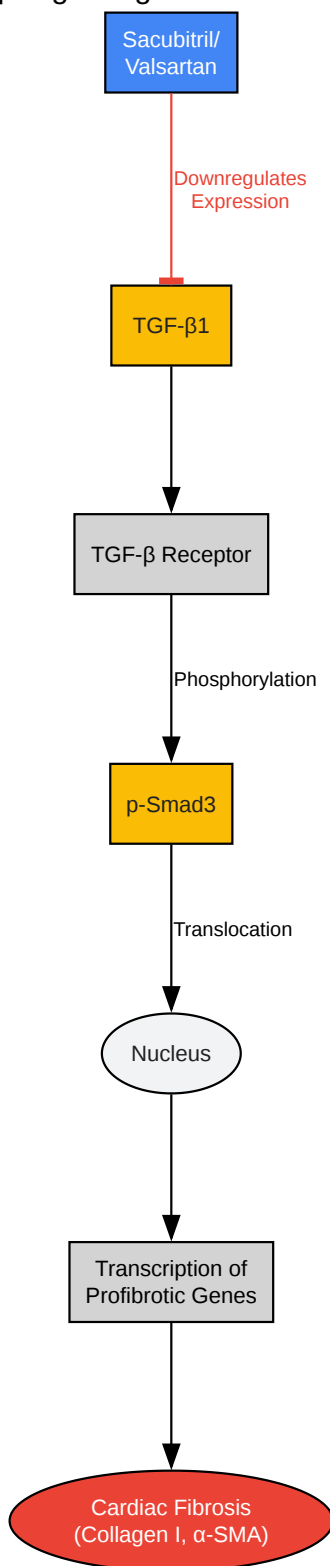 Sacubitril/
Valsartan
Downregulates
Expression
TGF-β1
TGF-β Receptor
Phosphorylation
p-Smad3
Translocation
Nucleus
Transcription of
Profibrotic Genes
Cardiac Fibrosis
(Collagen I, α-SMA)